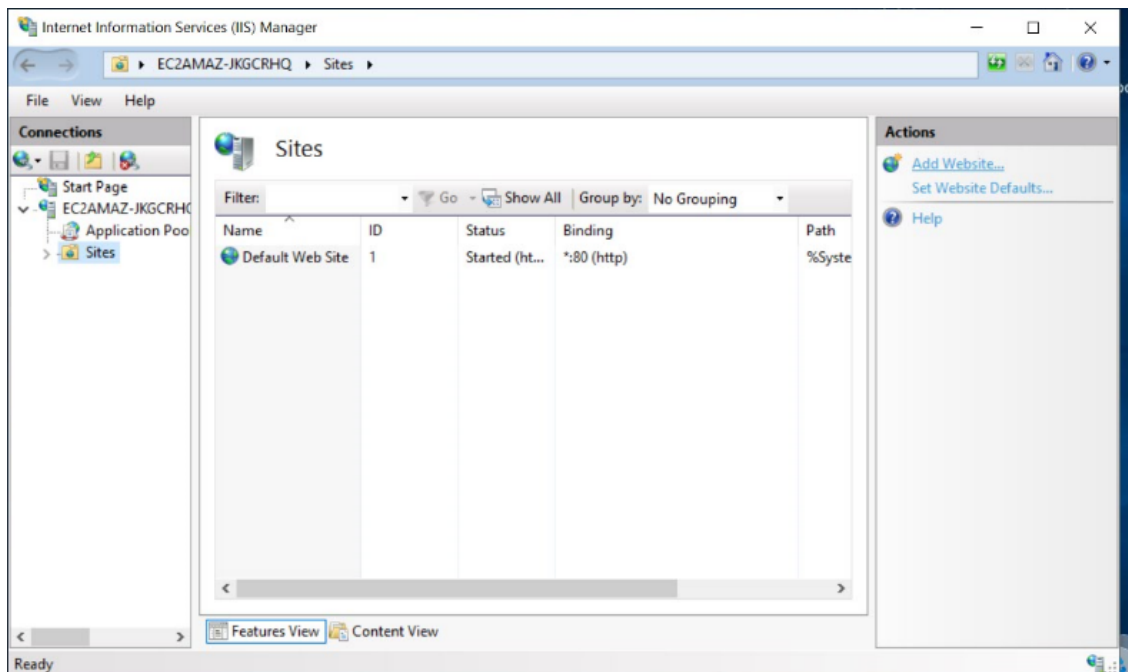 Internet Information Services (IIS) Manager
EC2AMAZ-JKGCRHQ Sites
File View Help
Connections
Start Page
EC2AMAZ-JKGCRHQ
Application Poo
Sites
Sites
Filter: Go Show All Group by: No Grouping
Name ID Status Binding Path
Default Web Site 1 Started (ht... *:80 (http) %Syste
Features View Content View
Actions
Add Website...
Set Website Defaults...
Help
Ready